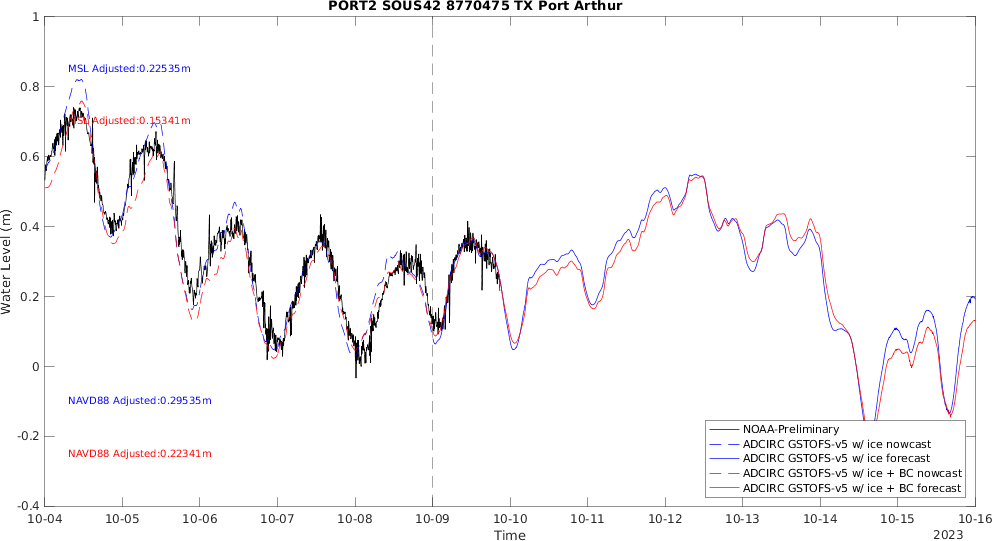 PORT2 SOUS42 8770475 TX Port Arthur
1
0.8
0.6
0.4
0.2
0
-0.2
-0.4
Water Level (m)
MSL Adjusted:0.22535m
MSL Adjusted:0.15341m
NAVD88 Adjusted:0.29535m
NAVD88 Adjusted:0.22341m
NOAA-Preliminary
ADCIRC GSTOFS-v5 w/ ice nowcast
ADCIRC GSTOFS-v5 w/ ice forecast
ADCIRC GSTOFS-v5 w/ ice + BC nowcast
ADCIRC GSTOFS-v5 w/ ice + BC forecast
10-04 10-05 10-06 10-07 10-08 10-09 10-10 10-11 10-12 10-13 10-14 10-15 10-16
Time
2023